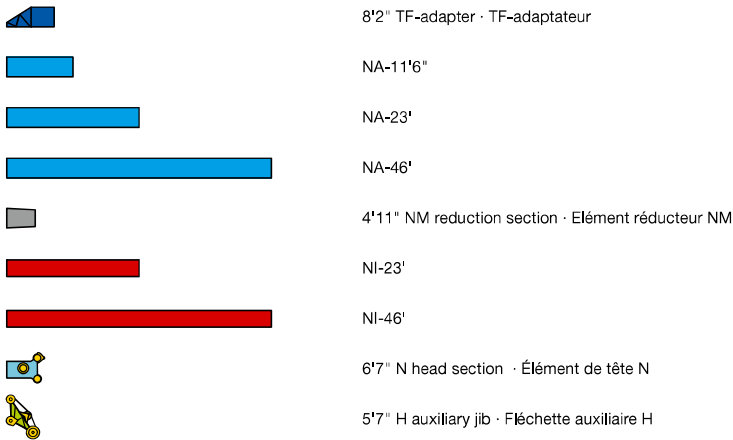 8'2" TF-adapter · TF-adaptateur
NA-11'6"
NA-23'
NA-46'
4'11" NM reduction section · Elément réducteur NM
NI-23'
NI-46'
6'7" N head section · Élément de tête N
5'7" H auxiliary jib · Fléchette auxiliaire H